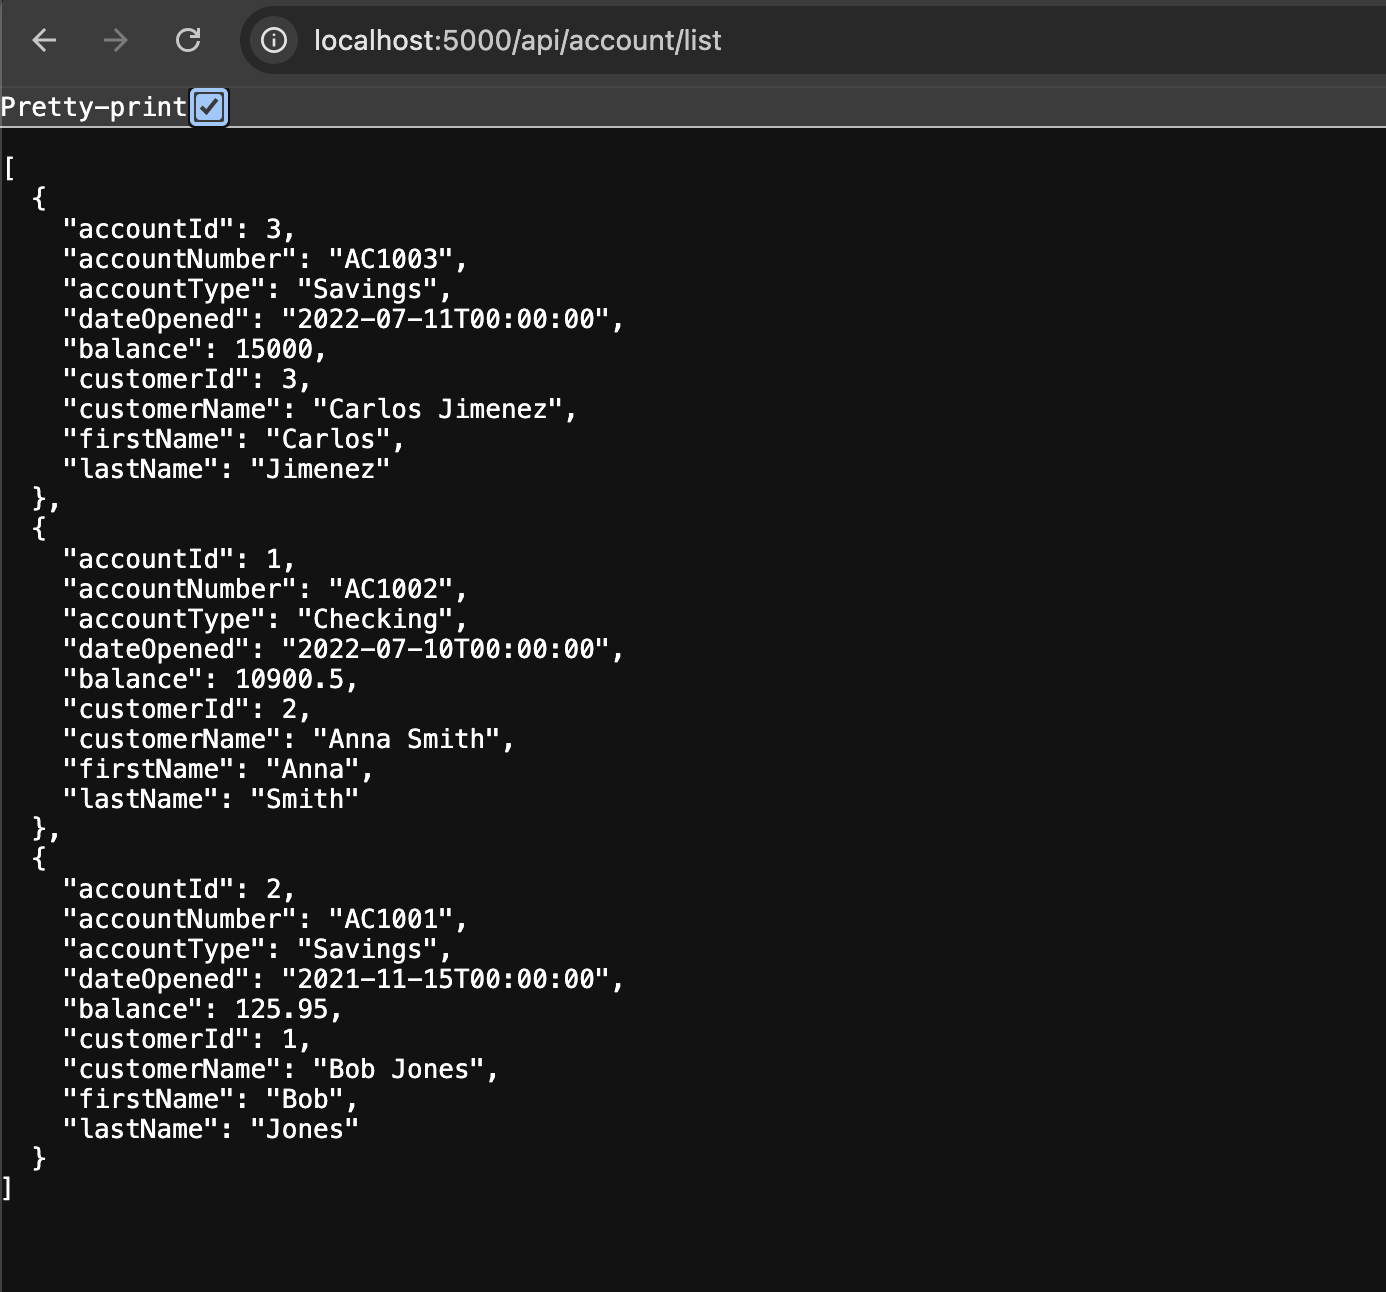 localhost:5000/api/account/list
Pretty-print
[
  {
    "accountId": 3,
    "accountNumber": "AC1003",
    "accountType": "Savings",
    "dateOpened": "2022-07-11T00:00:00",
    "balance": 15000,
    "customerId": 3,
    "customerName": "Carlos Jimenez",
    "firstName": "Carlos",
    "lastName": "Jimenez"
  },
  {
    "accountId": 1,
    "accountNumber": "AC1002",
    "accountType": "Checking",
    "dateOpened": "2022-07-10T00:00:00",
    "balance": 10900.5,
    "customerId": 2,
    "customerName": "Anna Smith",
    "firstName": "Anna",
    "lastName": "Smith"
  },
  {
    "accountId": 2,
    "accountNumber": "AC1001",
    "accountType": "Savings",
    "dateOpened": "2021-11-15T00:00:00",
    "balance": 125.95,
    "customerId": 1,
    "customerName": "Bob Jones",
    "firstName": "Bob",
    "lastName": "Jones"
  }
]